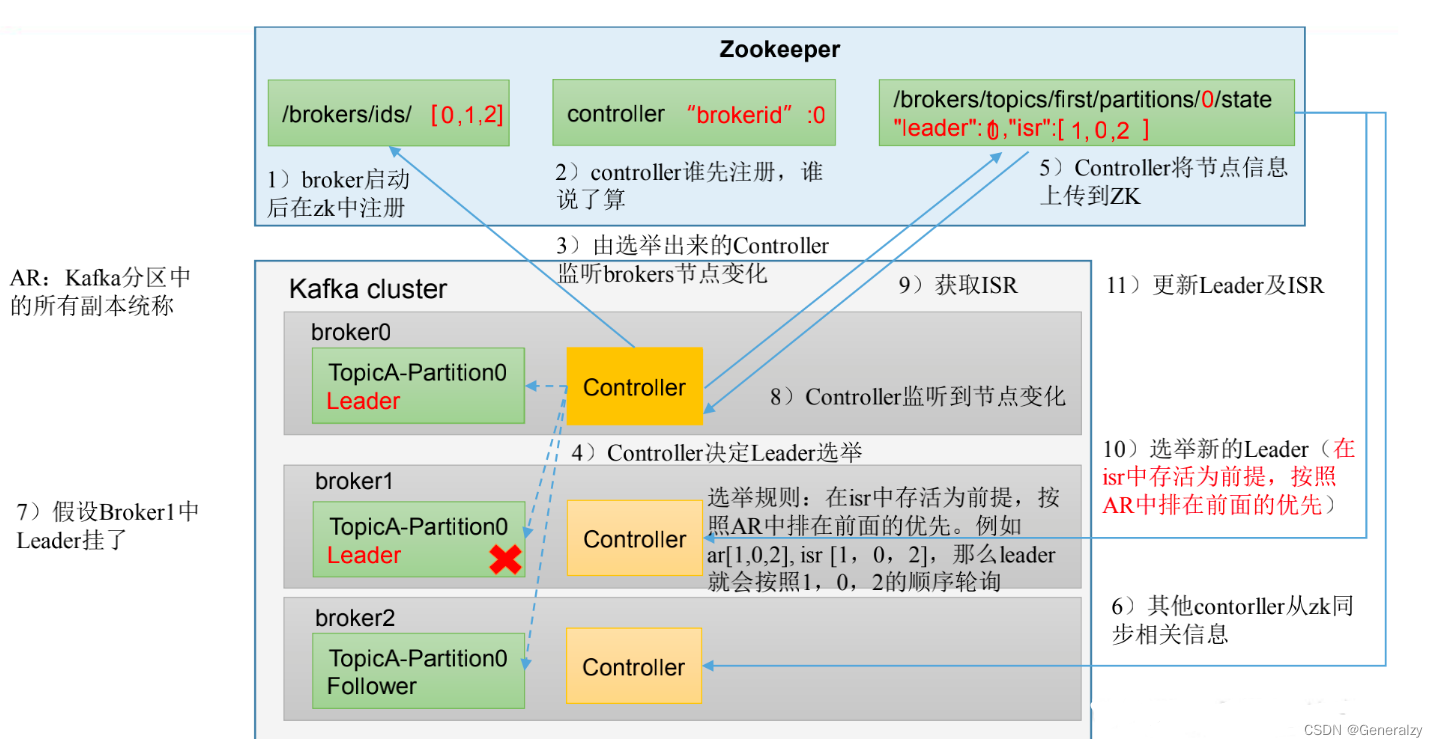 Zookeeper
/brokers/ids/ [0,1,2]
controller “brokerid” :0
/brokers/topics/first/partitions/0/state
"leader": ,"isr":[ 1, 0,2 ]
1）broker启动
后在zk中注册
2）controller谁先注册，谁
说了算
5）Controller将节点信息
上传到ZK
3）由选举出来的Controller
监听brokers节点变化
AR：Kafka分区中
的所有副本统称
Kafka cluster
9）获取ISR
11）更新Leader及ISR
broker0
TopicA-Partition0
Leader
Controller
8）Controller监听到节点变化
4）Controller决定Leader选举
10）选举新的Leader（在
isr中存活为前提，按照
AR中排在前面的优先）
broker1
7）假设Broker1中
Leader挂了
TopicA-Partition0
Leader
Controller
选举规则：在isr中存活为前提，按
照AR中排在前面的优先。例如
ar[1,0,2], isr [1，0，2]，那么leader
就会按照1，0，2的顺序轮询
broker2
TopicA-Partition0
Follower
Controller
6）其他contorller从zk同
步相关信息
CSDN @Generalzy